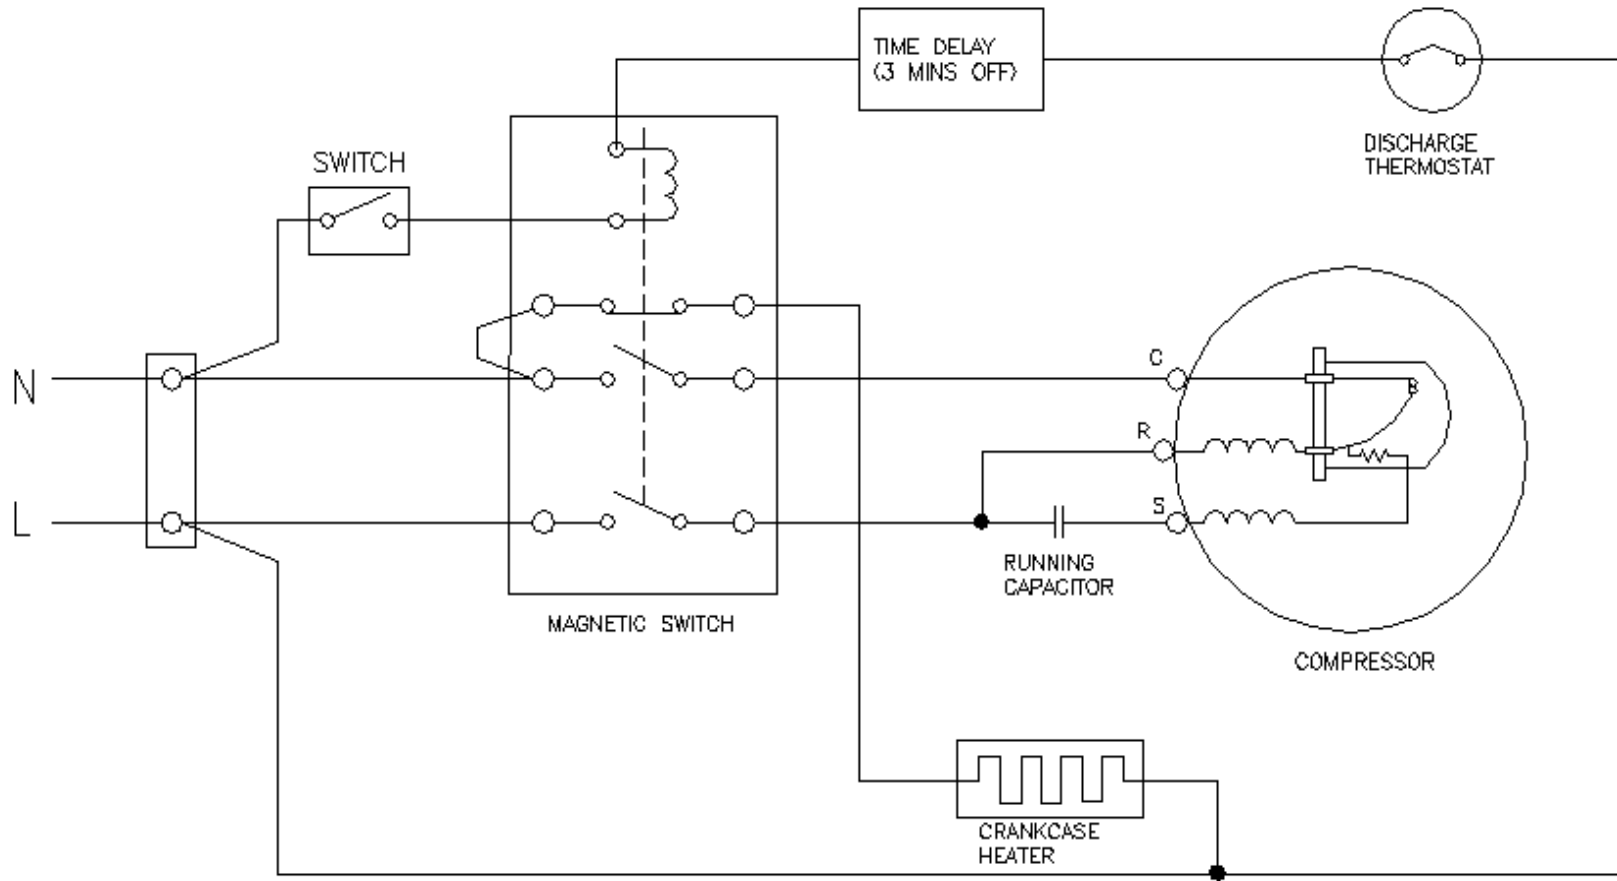 TIME DELAY
(3 MINS OFF)
DISCHARGE
THERMOSTAT
SWITCH
N
L
C
R
S
RUNNING
CAPACITOR
MAGNETIC SWITCH
COMPRESSOR
CRANKCASE
HEATER